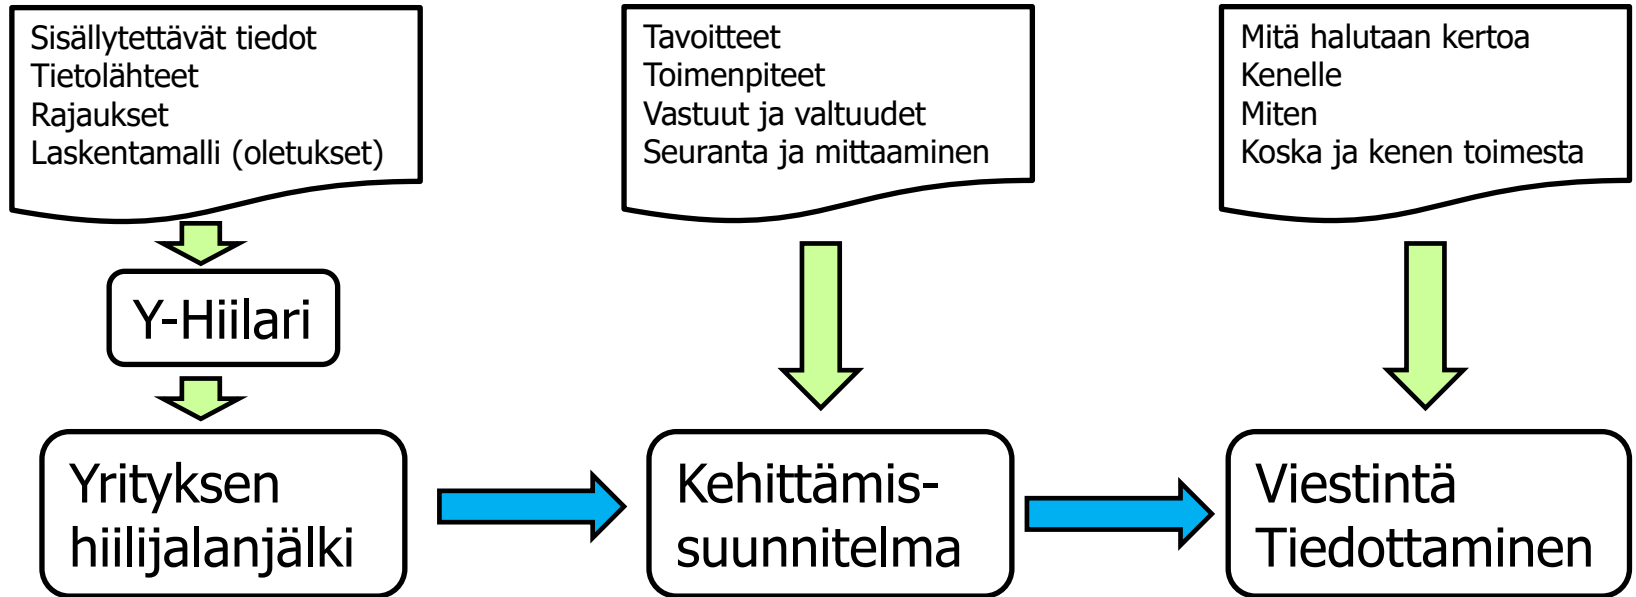 Sisällytettävät tiedot
Tietolähteet
Rajaukset
Laskentamalli (oletukset)
Tavoitteet
Toimenpiteet
Vastuut ja valtuudet
Seuranta ja mittaaminen
Mitä halutaan kertoa
Kenelle
Miten
Koska ja kenen toimesta
Y-Hiilari
Yrityksen
hiilijalanjälki
Kehittämis-
suunnitelma
Viestintä
Tiedottaminen